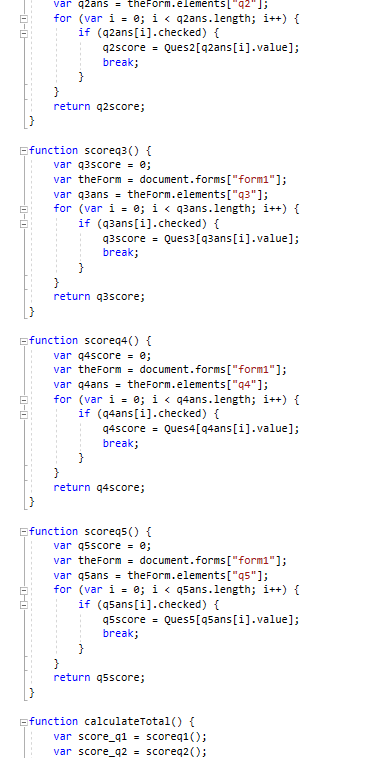 var q2ans = theForm.elements["q2"];
for (var i = 0; i < q2ans.length; i++) {
if (q2ans[i].checked) {
q2score = Ques2[q2ans[i].value];
break;
}
}
return q2score;
}
function scoreq3() {
var q3score = 0;
var theForm = document.forms["form1"];
var q3ans = theForm.elements["q3"];
for (var i = 0; i < q3ans.length; i++) {
if (q3ans[i].checked) {
q3score = Ques3[q3ans[i].value];
break;
}
}
return q3score;
}
function scoreq4() {
var q4score = 0;
var theForm = document.forms["form1"];
var q4ans = theForm.elements["q4"];
for (var i = 0; i < q4ans.length; i++) {
if (q4ans[i].checked) {
q4score = Ques4[q4ans[i].value];
break;
}
}
return q4score;
}
function scoreq5() {
var q5score = 0;
var theForm = document.forms["form1"];
var q5ans = theForm.elements["q5"];
for (var i = 0; i < q5ans.length; i++) {
if (q5ans[i].checked) {
q5score = Ques5[q5ans[i].value];
break;
}
}
return q5score;
}
function calculateTotal() {
var score_q1 = scoreq1();
var score_q2 = scoreq2();